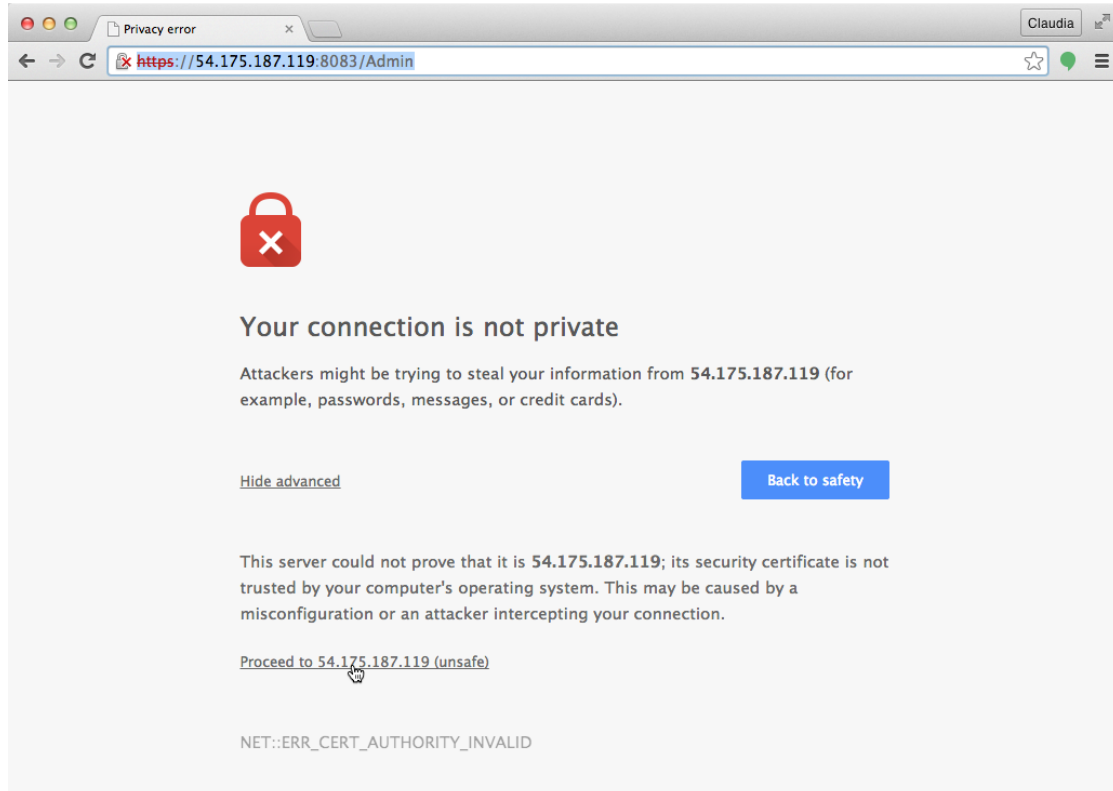 Privacy error
Claudia
https://54.175.187.119:8083/Admin
Your connection is not private
Attackers might be trying to steal your information from 54.175.187.119 (for
example, passwords, messages, or credit cards).
Hide advanced
Back to safety
This server could not prove that it is 54.175.187.119; its security certificate is not
trusted by your computer's operating system. This may be caused by a
misconfiguration or an attacker intercepting your connection.
Proceed to 54.175.187.119 (unsafe)
NET::ERR_CERT_AUTHORITY_INVALID